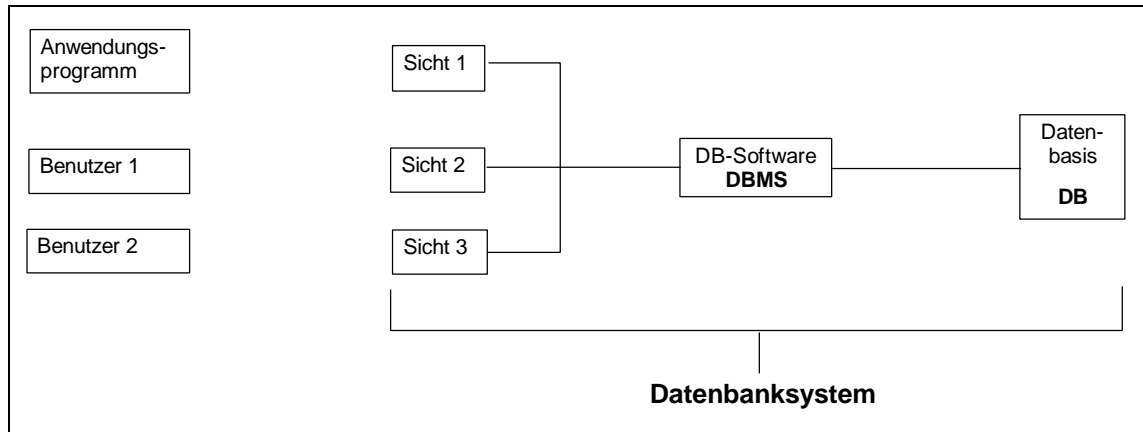 Anwendungs-
programm
Sicht 1
Benutzer 1
Sicht 2
DB-Software
DBMS
Daten-
basis
DB
Benutzer 2
Sicht 3
Datenbanksystem